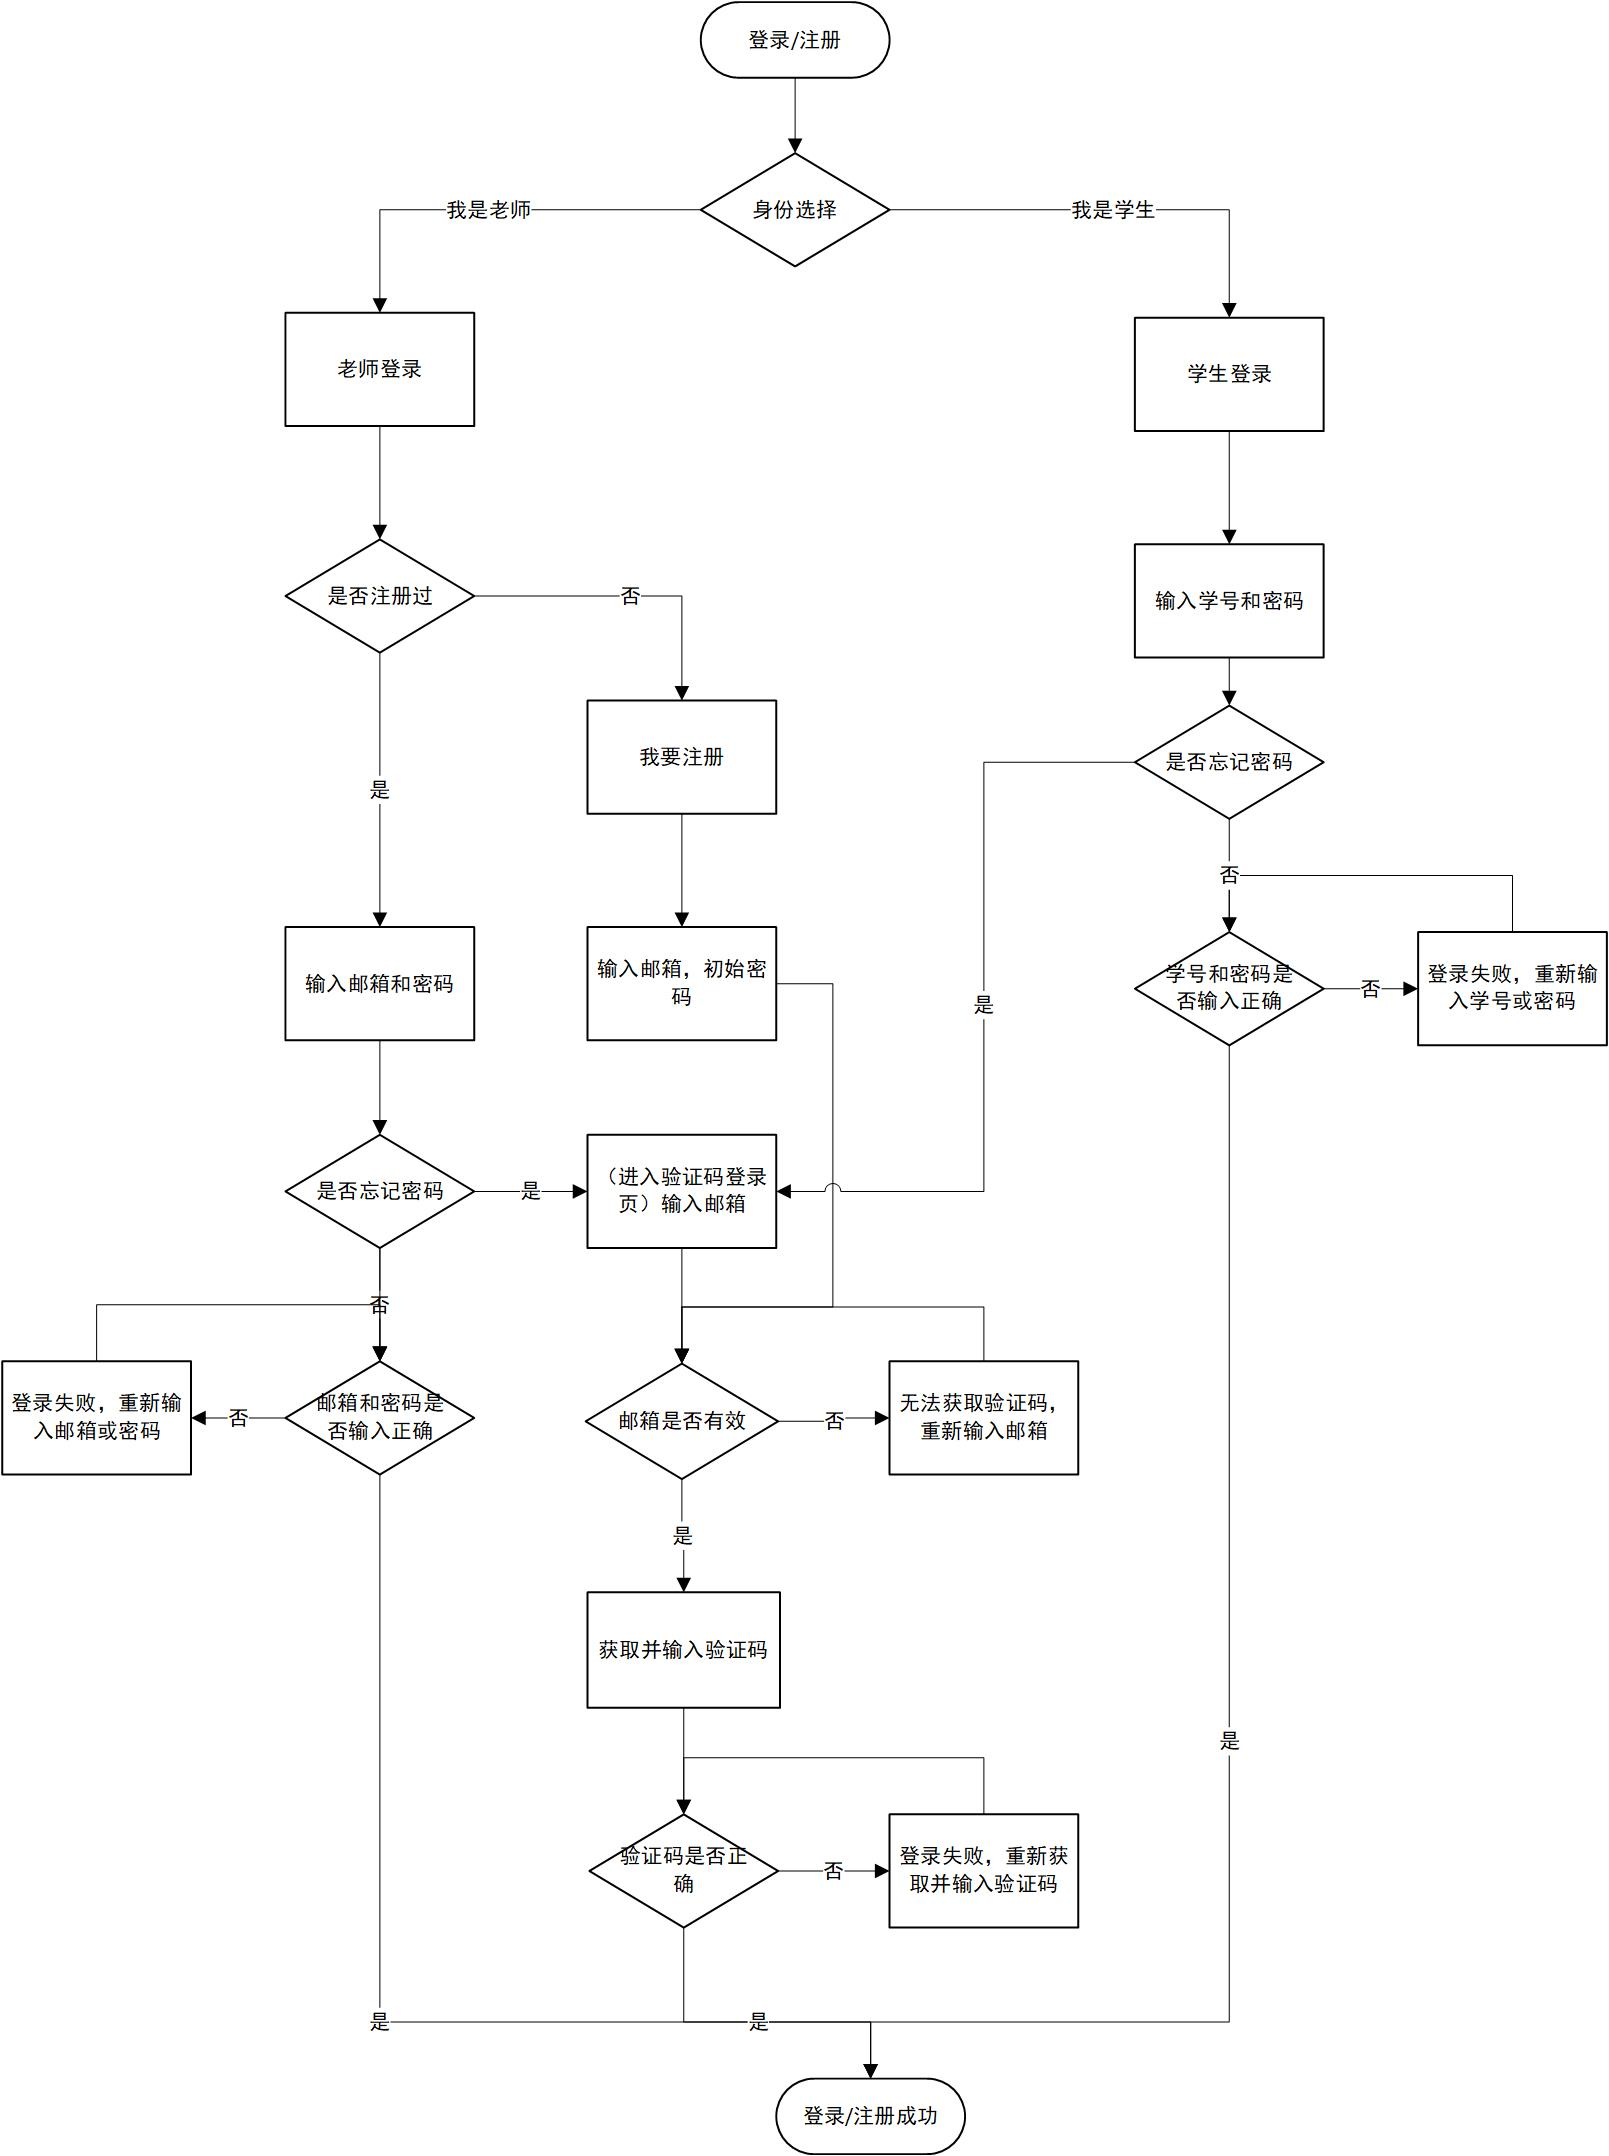 登录/注册
身份选择
我是老师
我是学生
老师登录
学生登录
是否注册过
否
输入学号和密码
我要注册
是否忘记密码
是
否
输入邮箱和密码
输入邮箱，初始密
码
是
学号和密码是
否输入正确
否
登录失败，重新输
入学号或密码
是否忘记密码
是
（进入验证码登录
页）输入邮箱
否
登录失败，重新输
入邮箱或密码
否
邮箱和密码是
否输入正确
邮箱是否有效
否
无法获取验证码，
重新输入邮箱
是
获取并输入验证码
是
验证码是否正
确
否
登录失败，重新获
取并输入验证码
是
是
登录/注册成功